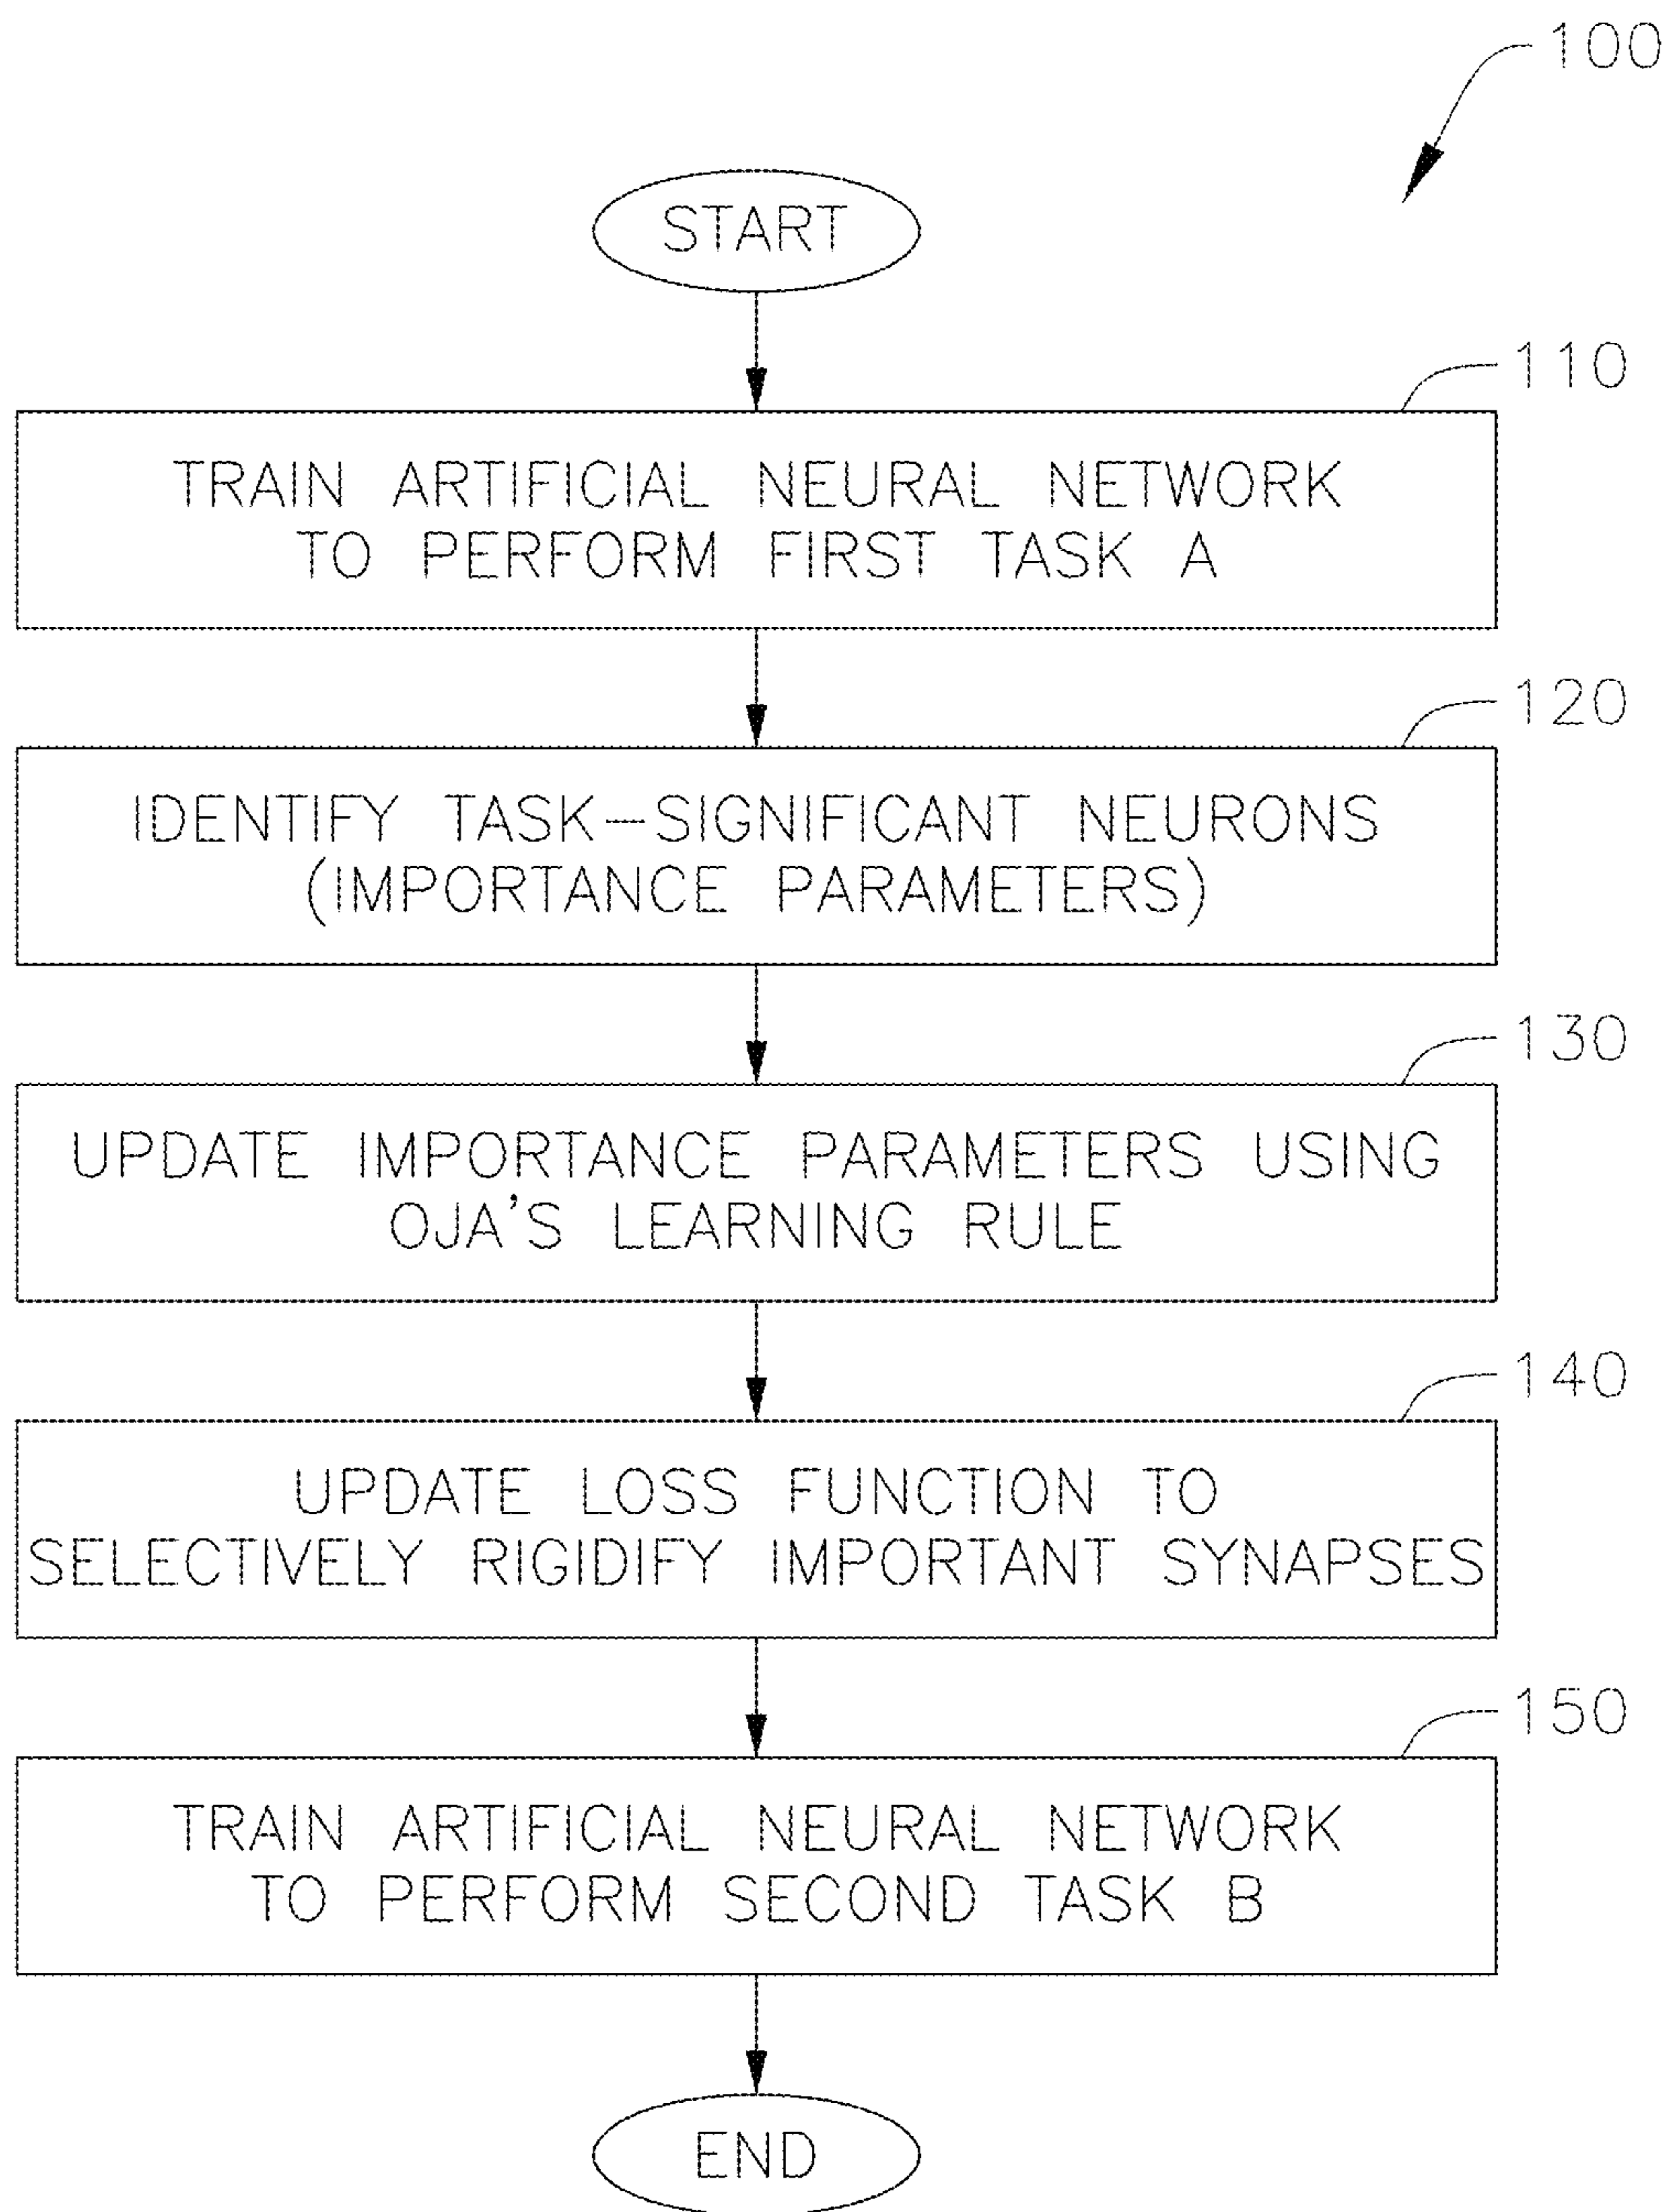 100
START
110
TRAIN ARTIFICIAL NEURAL NETWORK
TO PERFORM FIRST TASK A
120
IDENTIFY TASK-SIGNIFICANT NEURONS
(IMPORTANCE PARAMETERS)
130
UPDATE IMPORTANCE PARAMETERS USING
OJA'S LEARNING RULE
140
UPDATE LOSS FUNCTION TO
SELECTIVELY RIGIDIFY IMPORTANT SYNAPSES
150
TRAIN ARTIFICIAL NEURAL NETWORK
TO PERFORM SECOND TASK B
END